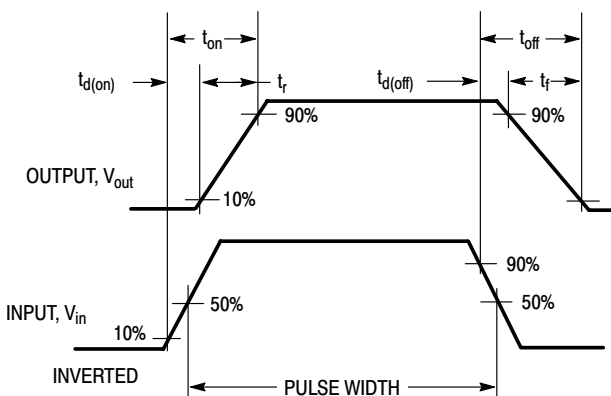 t_on
t_off
t_d(on)
t_r
t_d(off)
t_f
90%
90%
OUTPUT, V_out
10%
90%
INPUT, V_in
50%
50%
10%
INVERTED
PULSE WIDTH